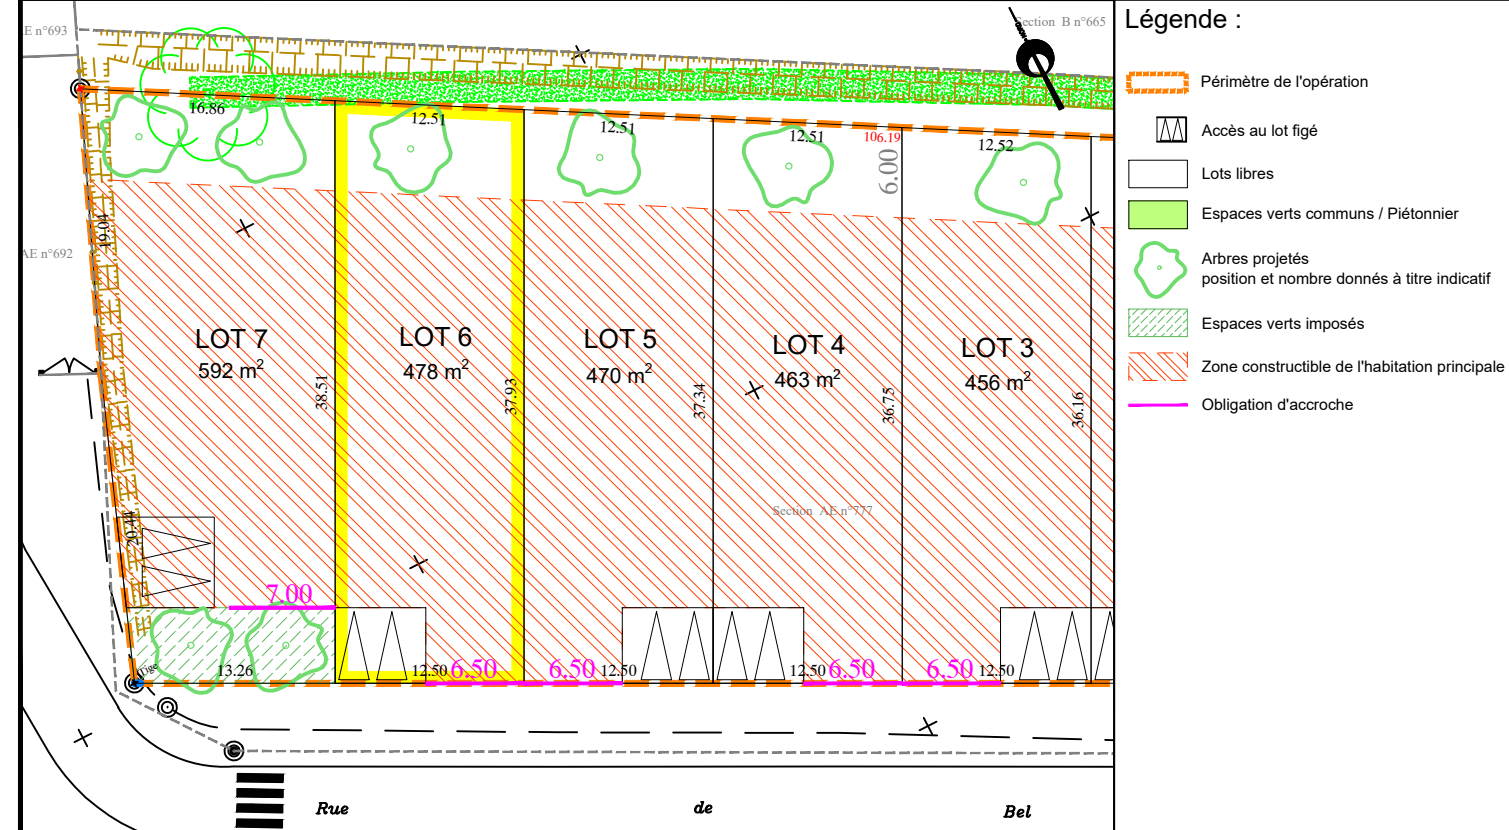 E n°693
Section B n°665
16.86
12.51
12.51
12.51
106.19
12.52
6.00
19.04
AE n°692
LOT 7
592 m²
LOT 6
478 m²
LOT 5
470 m²
LOT 4
463 m²
LOT 3
456 m²
38.51
37.93
37.34
36.75
36.16
Section AE n°777
20.44
7.00
Tige
13.26
12.50
6.50
6.50
12.50
12.50
6.50
6.50
12.50
Rue de Bel
Légende :
Périmètre de l'opération
Accès au lot figé
Lots libres
Espaces verts communs / Piétonnier
Arbres projetés
position et nombre donnés à titre indicatif
Espaces verts imposés
Zone constructible de l'habitation principale
Obligation d'accroche